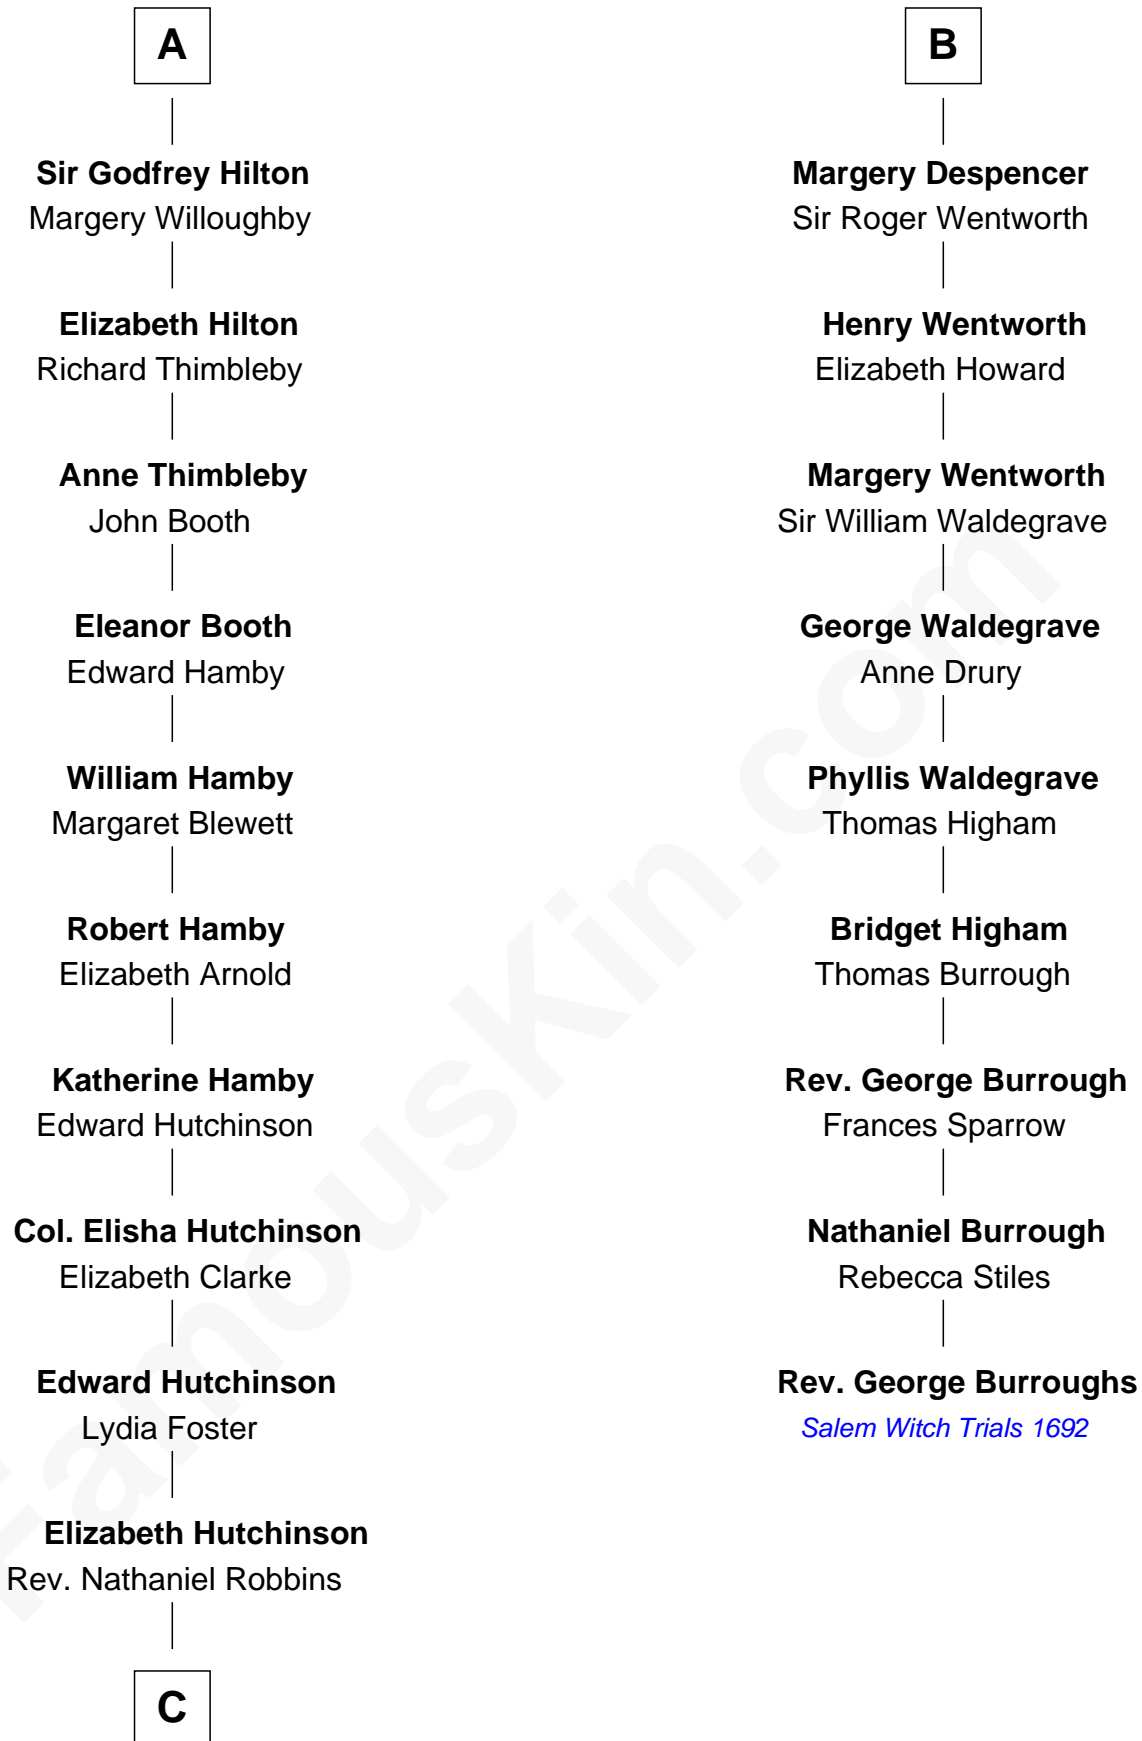 A
Sir Godfrey Hilton
Margery Willoughby
Elizabeth Hilton
Richard Thimbleby
Anne Thimbleby
John Booth
Eleanor Booth
Edward Hamby
William Hamby
Margaret Blewett
Robert Hamby
Elizabeth Arnold
Katherine Hamby
Edward Hutchinson
Col. Elisha Hutchinson
Elizabeth Clarke
Edward Hutchinson
Lydia Foster
Elizabeth Hutchinson
Rev. Nathaniel Robbins
C
B
Margery Despencer
Sir Roger Wentworth
Henry Wentworth
Elizabeth Howard
Margery Wentworth
Sir William Waldegrave
George Waldegrave
Anne Drury
Phyllis Waldegrave
Thomas Higham
Bridget Higham
Thomas Burrough
Rev. George Burrough
Frances Sparrow
Nathaniel Burrough
Rebecca Stiles
Rev. George Burroughs
Salem Witch Trials 1692
FamousKin.com